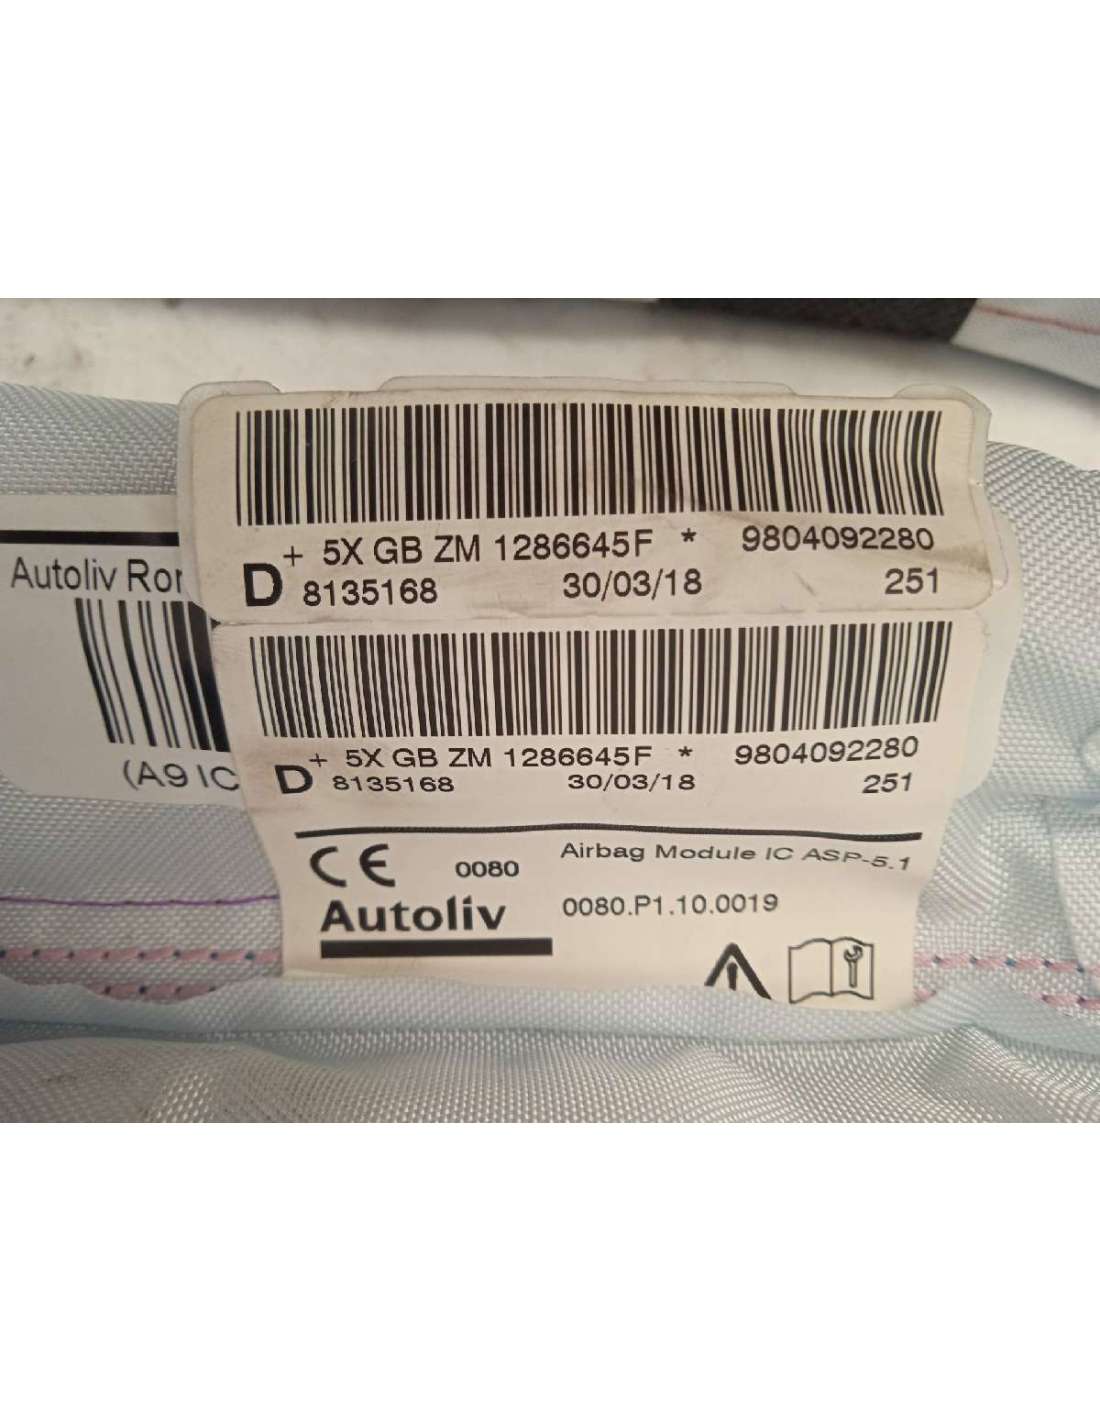 + 5X GB ZM 1286645F * 9804092280
D 8135168 30/03/18 251
Autoliv
+ 5X GB ZM 1286645F * 9804092280
D 8135168 30/03/18 251
(A9 IC
CE 0080 Airbag Module IC ASP-5.1
Autoliv 0080.P1.10.0019